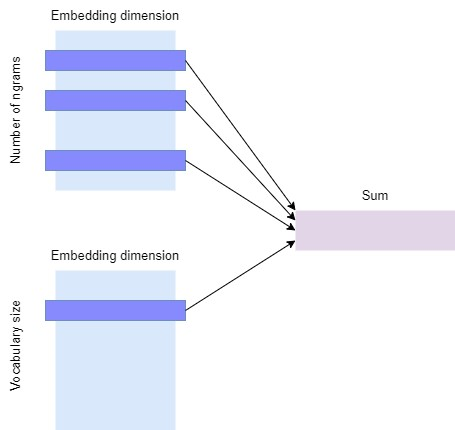 Embedding dimension
Number of ngrams
Sum
Embedding dimension
Vocabulary size